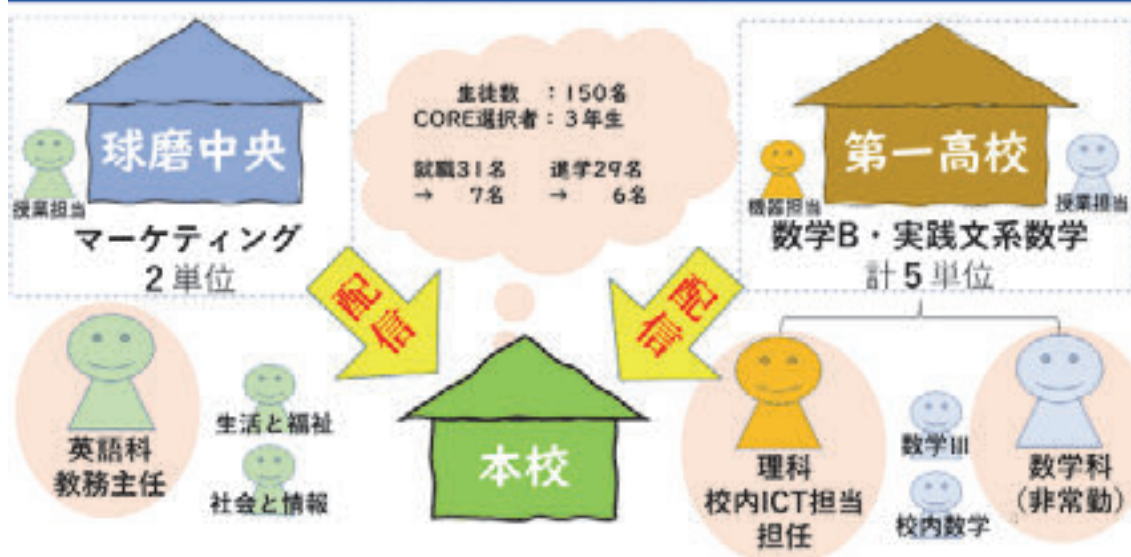 球磨中央
授業担当
マーケティング
2単位
生徒数 :150名
CORE選択者:3年生
就職31名 進学29名
→ 7名 → 6名
第一高校
機器担当
授業担当
数学B・実践文系数学
計5単位
配信
配信
英語科
教務主任
生活と福祉
社会と情報
本校
理科
校内ICT担当
担任
数学III
校内数学
数学科
(非常勤)